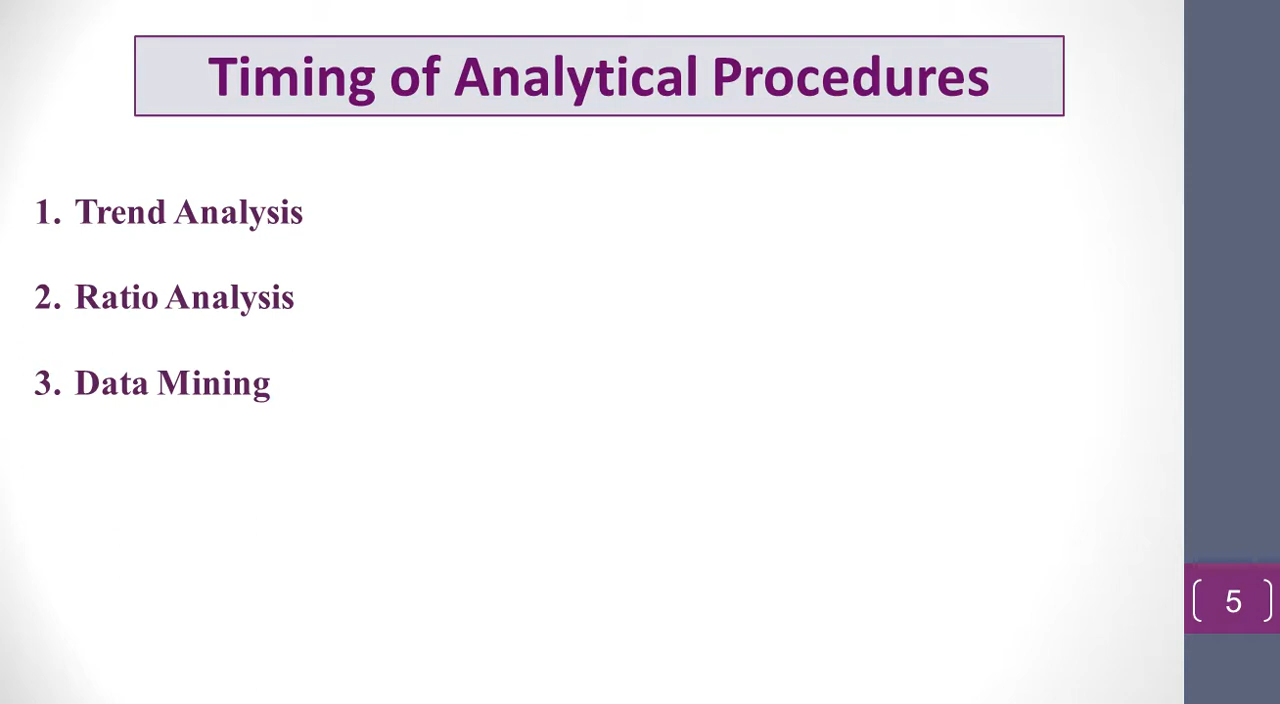 Timing of Analytical Procedures
1. Trend Analysis
2. Ratio Analysis
3. Data Mining
5